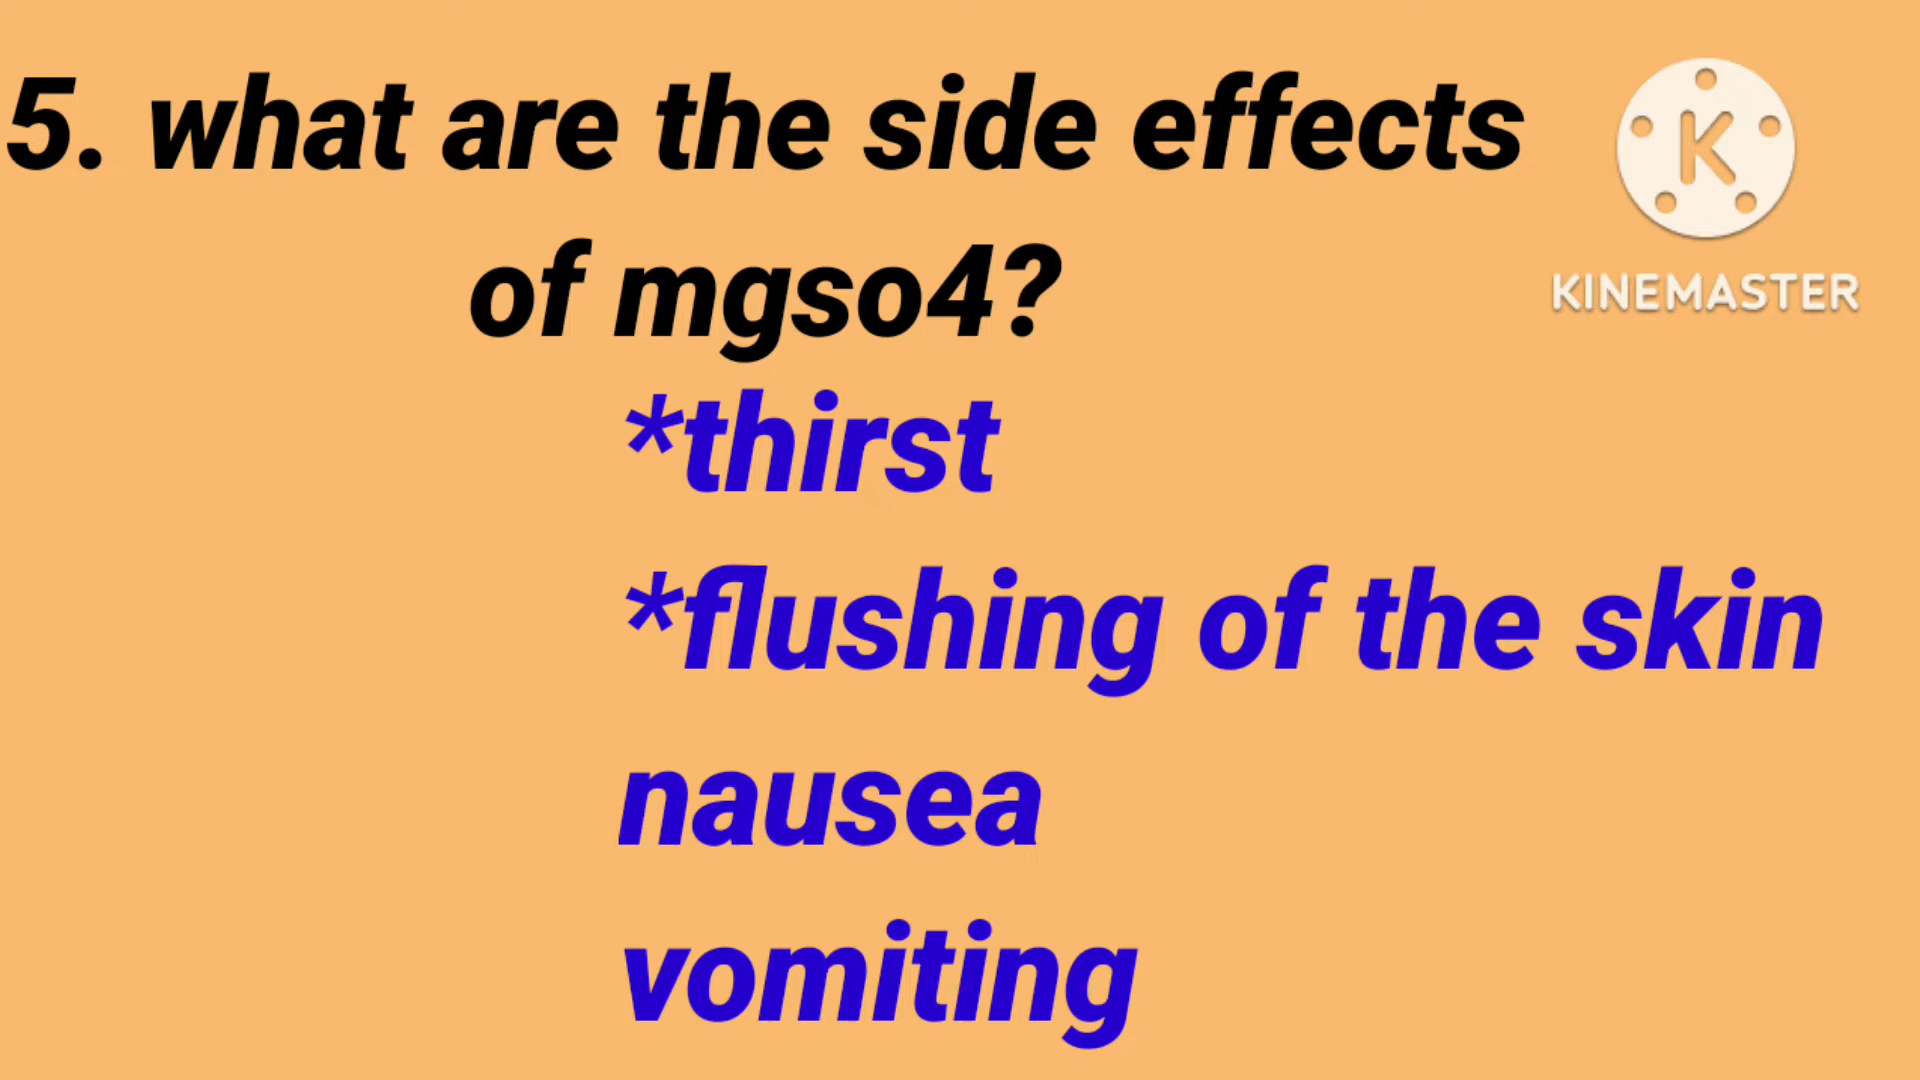 5. what are the side effects
of mgso4?
*thirst
*flushing of the skin
nausea
vomiting
K
KINEMASTER